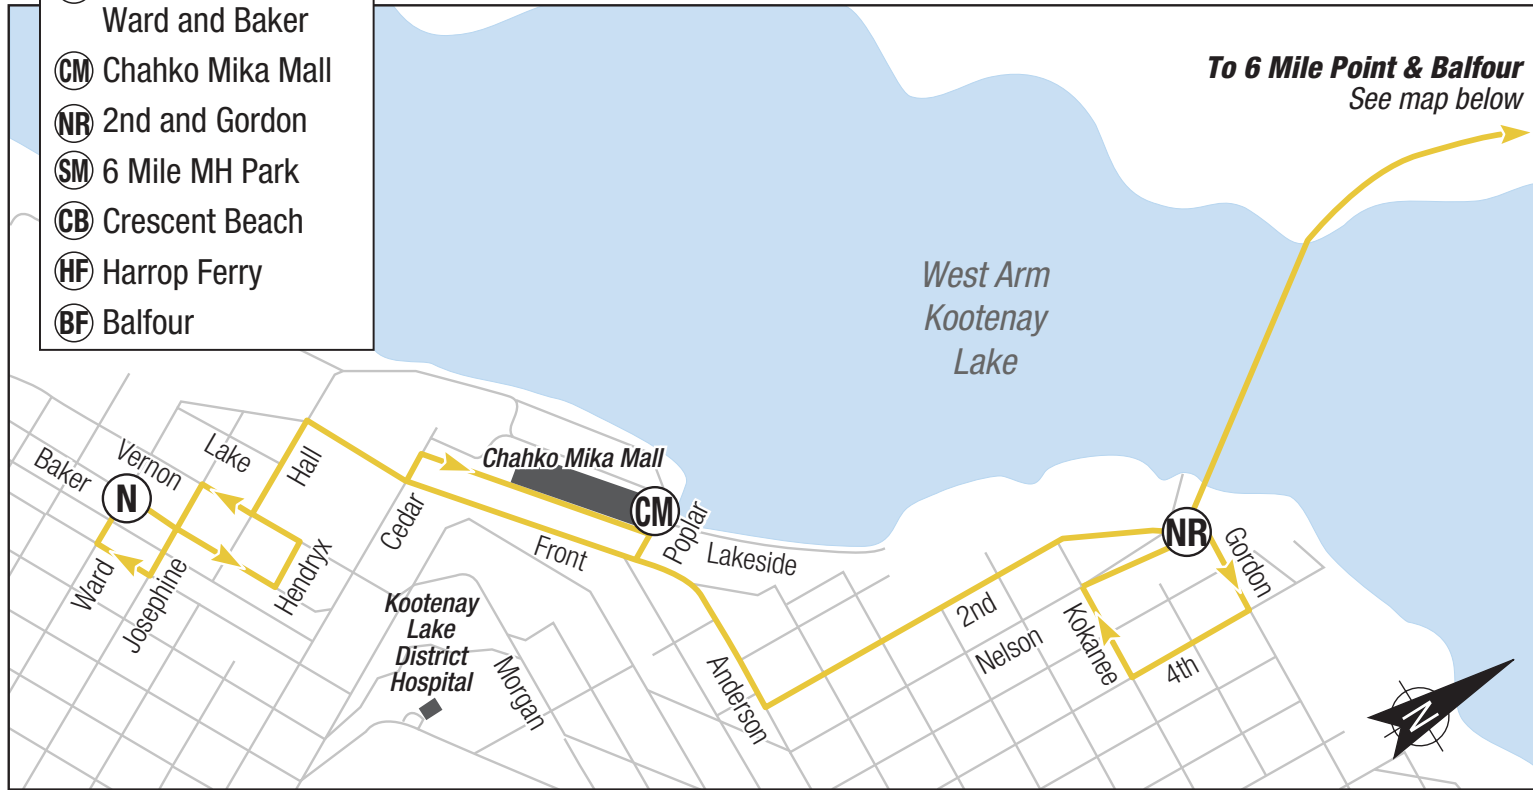 Ward and Baker
CM Chahko Mika Mall
NR 2nd and Gordon
SM 6 Mile MH Park
CB Crescent Beach
HF Harrop Ferry
BF Balfour
To 6 Mile Point & Balfour
See map below
West Arm
Kootenay
Lake
Baker
Vernon
Lake
Hall
N
Ward
Josephine
Hendryx
Cedar
Chahko Mika Mall
CM
Poplar
Front
Lakeside
Kootenay
Lake
District
Hospital
Morgan
Anderson
2nd
Nelson
Kokanee
4th
NR
Gordon
N